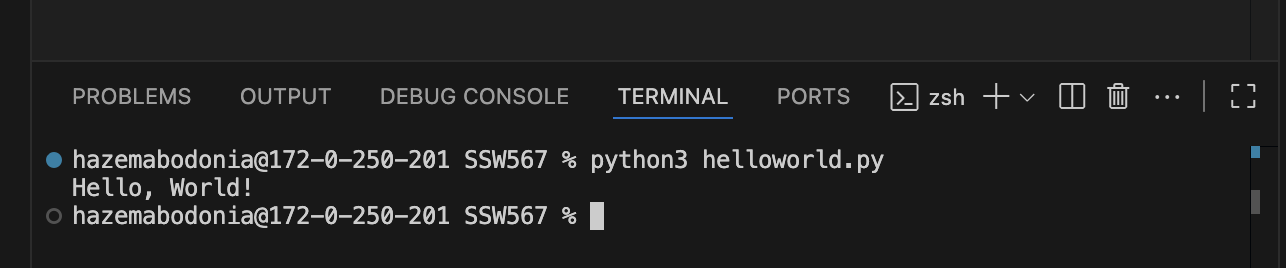 PROBLEMS OUTPUT DEBUG CONSOLE TERMINAL PORTS zsh
hazemabodonia@172-0-250-201 SSW567 % python3 helloworld.py
Hello, World!
hazemabodonia@172-0-250-201 SSW567 %